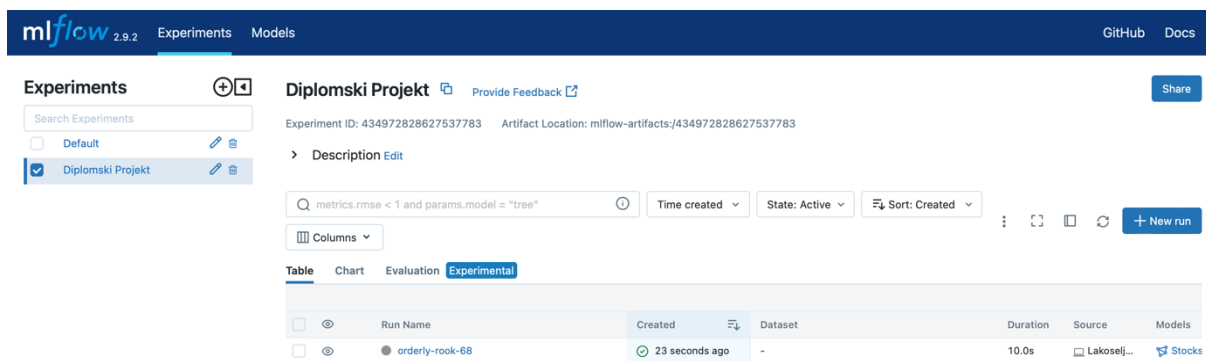 mlflow 2.9.2 Experiments Models GitHub Docs
Experiments
Search Experiments
Default
Diplomski Projekt
Diplomski Projekt Provide Feedback Share
Experiment ID: 434972828627537783 Artifact Location: mlflow-artifacts:/434972828627537783
Description Edit
metrics.rmse < 1 and params.model = "tree" Time created State: Active Sort: Created
+ New run
Columns
Table Chart Evaluation Experimental
Run Name Created Dataset Duration Source Models
orderly-rook-68 23 seconds ago - 10.0s Lakoselj... Stocks